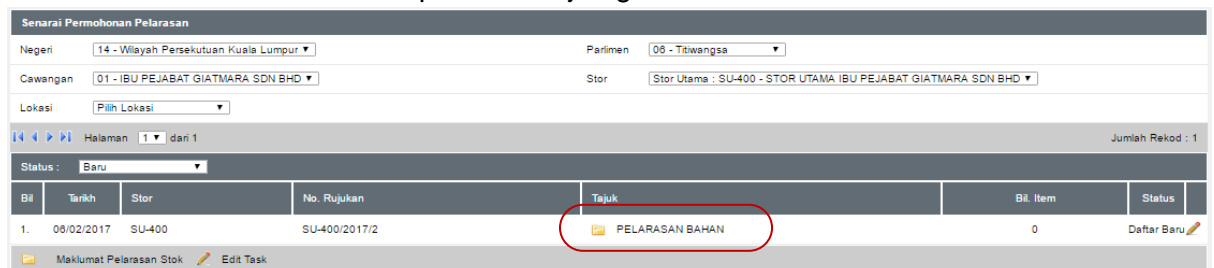 Senarai Permohonan Pelarasan
Negeri 14 - Wilayah Persekutuan Kuala Lumpur Parlimen 06 - Titiwangsa
Cawangan 01 - IBU PEJABAT GIATMARA SDN BHD Stor Stor Utama : SU-400 - STOR UTAMA IBU PEJABAT GIATMARA SDN BHD
Lokasi Pilih Lokasi
Halaman 1 dari 1 Jumlah Rekod : 1
Status : Baru
Bil Tarikh Stor No. Rujukan Tajuk Bil. Item Status
1. 06/02/2017 SU-400 SU-400/2017/2 PELARASAN BAHAN 0 Daftar Baru
Maklumat Pelarasan Stok Edit Task